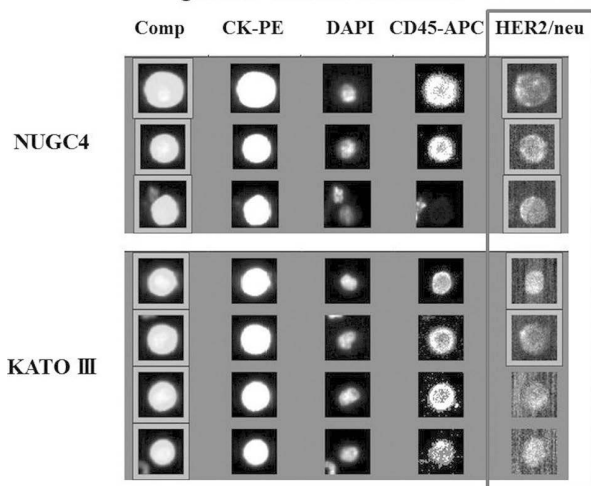 Comp CK-PE DAPI CD45-APC HER2/neu
NUGC4
KATO Ⅲ